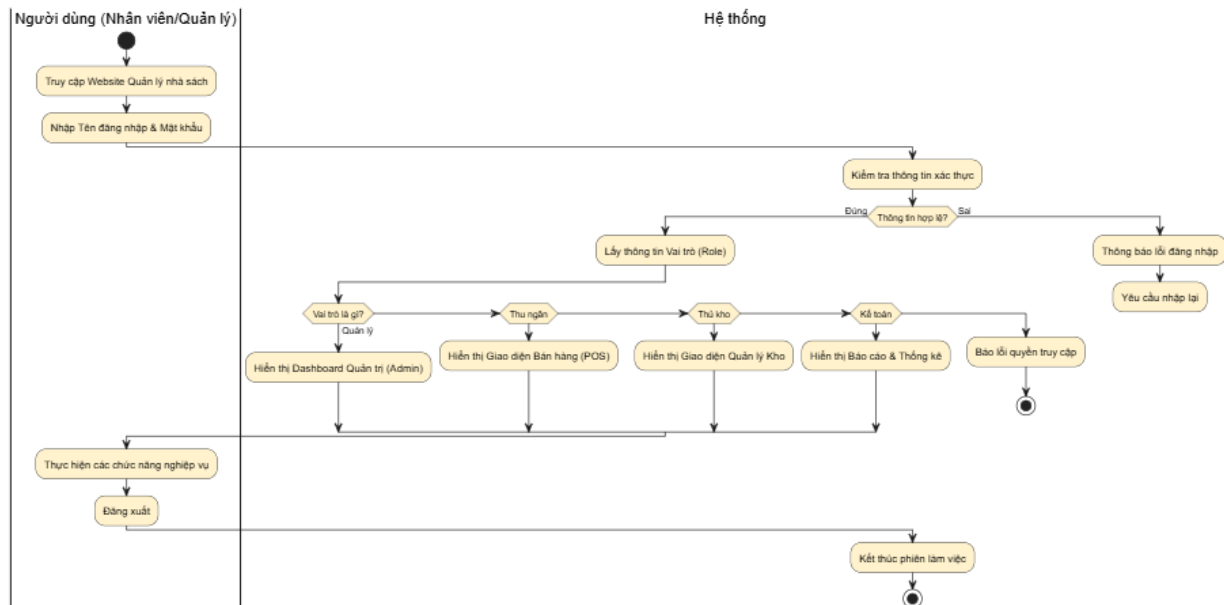 Người dùng (Nhân viên/Quản lý)
Hệ thống
Truy cập Website Quản lý nhà sách
Nhập Tên đăng nhập & Mật khẩu
Kiểm tra thông tin xác thực
Đúng
Thông tin hợp lệ?
Sai
Lấy thông tin Vai trò (Role)
Thông báo lỗi đăng nhập
Yêu cầu nhập lại
Vai trò là gì?
Thu ngân
Thủ kho
Kế toán
Quản lý
Hiển thị Dashboard Quản trị (Admin)
Hiển thị Giao diện Bán hàng (POS)
Hiển thị Giao diện Quản lý Kho
Hiển thị Báo cáo & Thống kê
Báo lỗi quyền truy cập
Thực hiện các chức năng nghiệp vụ
Đăng xuất
Kết thúc phiên làm việc